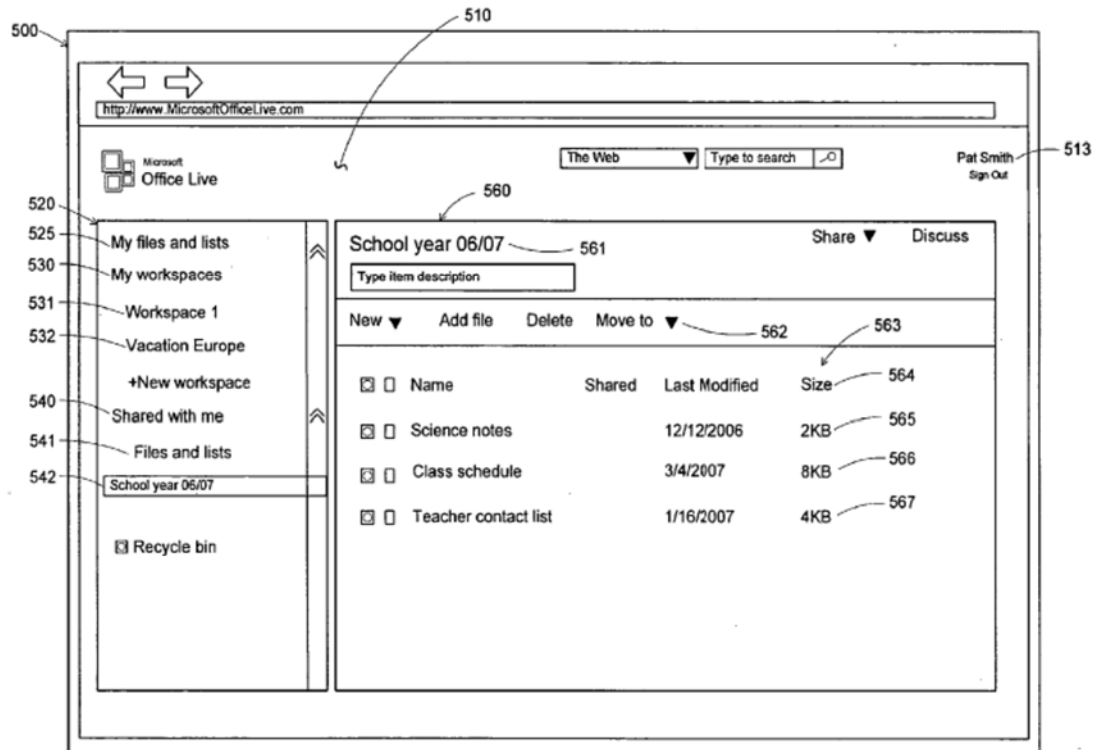 510
500
http://www.MicrosoftOfficeLive.com
Microsoft
Office Live
The Web
Type to search
Pat Smith
513
Sign Out
520
560
525
My files and lists
School year 06/07
561
Share
Discuss
530
My workspaces
Type item description
531
Workspace 1
New
Add file
Delete
Move to
562
563
532
Vacation Europe
+New workspace
Name
Shared
Last Modified
Size
564
540
Shared with me
Science notes
12/12/2006
2KB
565
541
Files and lists
Class schedule
3/4/2007
8KB
566
542
School year 06/07
Teacher contact list
1/16/2007
4KB
567
Recycle bin